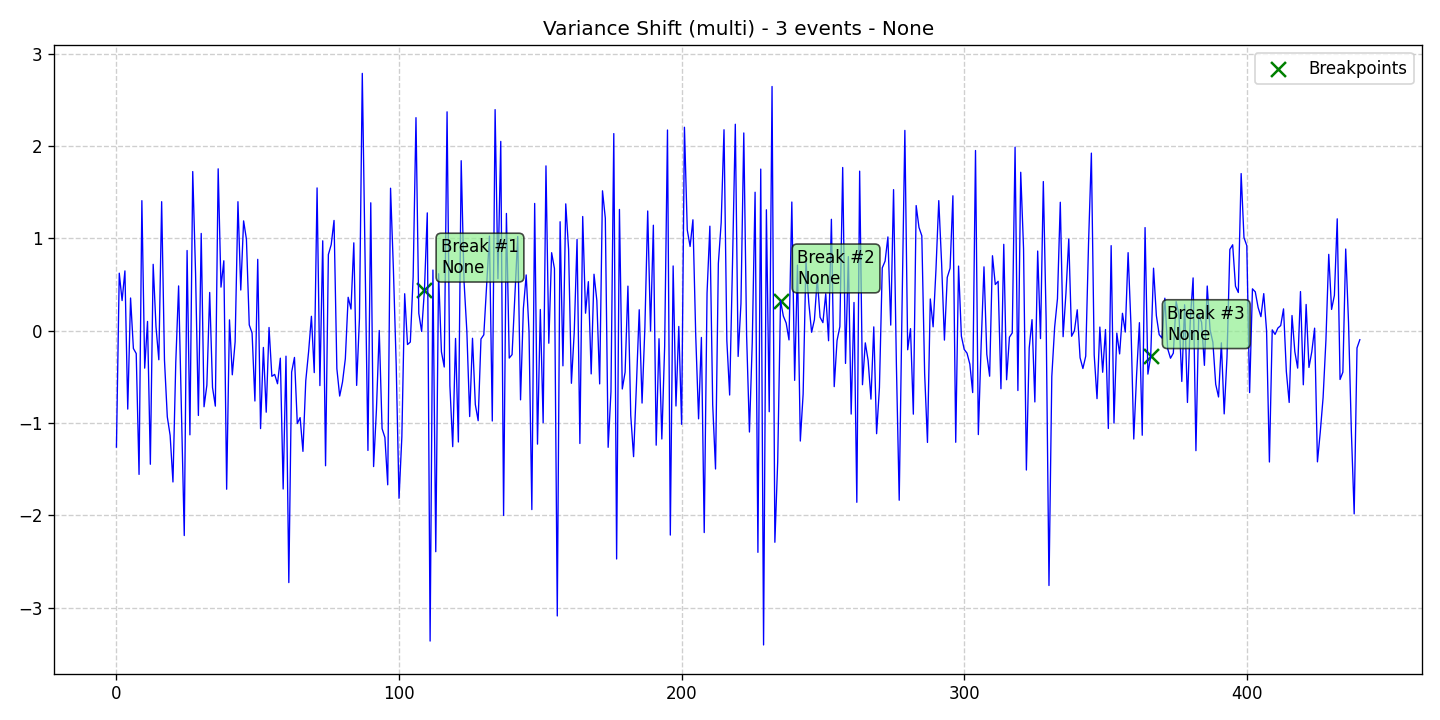 Variance Shift (multi) - 3 events - None
Breakpoints
3
2
1
0
−1
−2
−3
Break #1
None
Break #2
None
Break #3
None
0
100
200
300
400